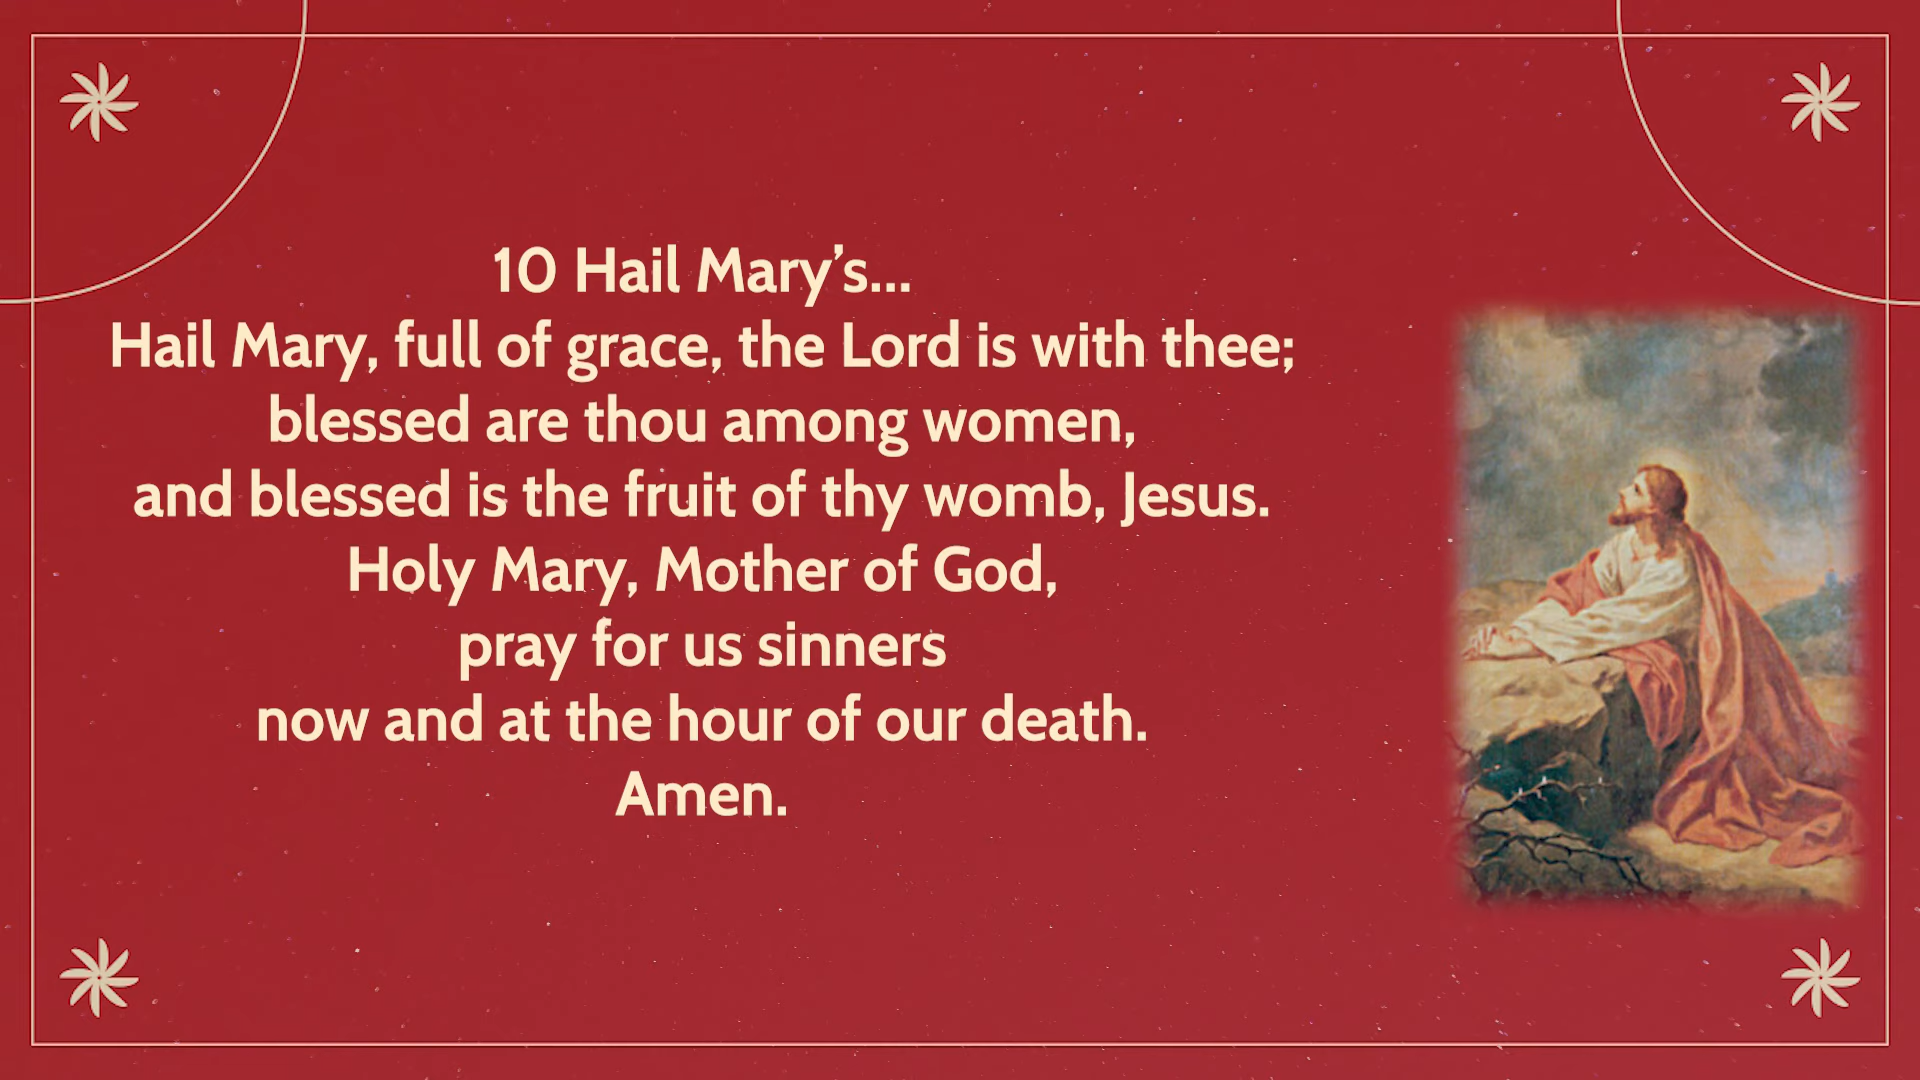 10 Hail Mary’s...
Hail Mary, full of grace, the Lord is with thee;
blessed are thou among women,
and blessed is the fruit of thy womb, Jesus.
Holy Mary, Mother of God,
pray for us sinners
now and at the hour of our death.
Amen.